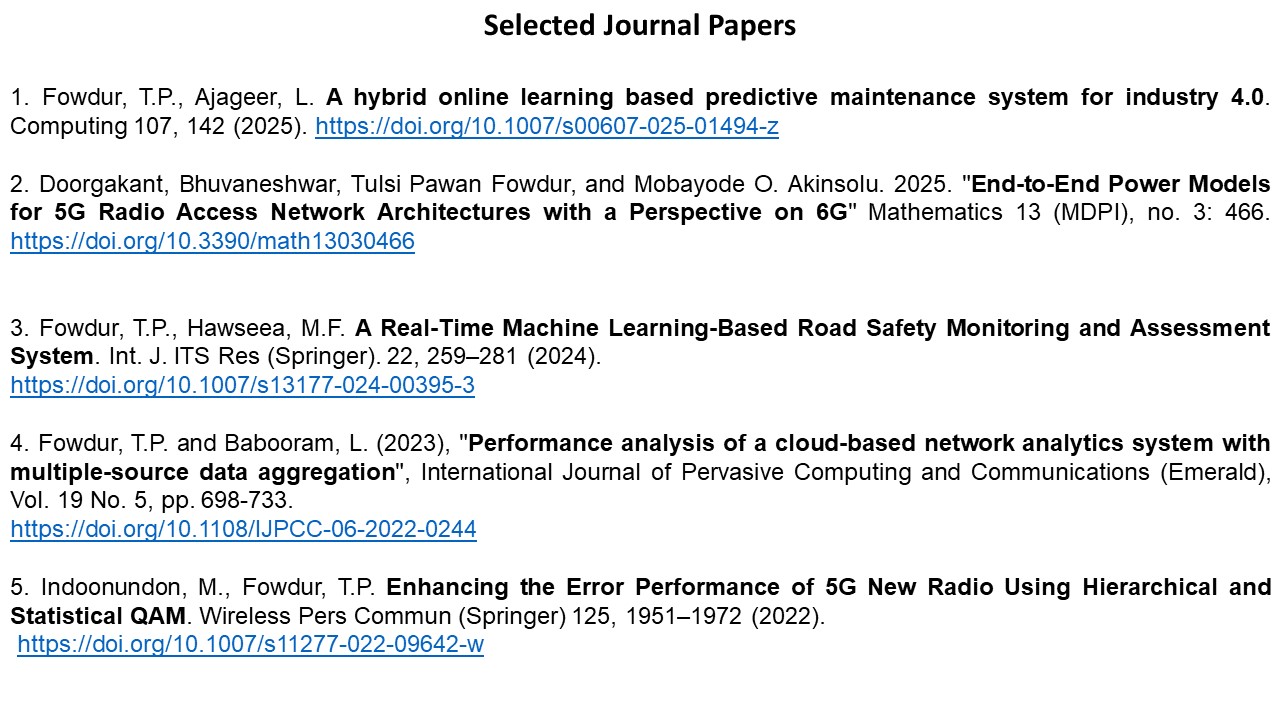 Selected Journal Papers
1. Fowdur, T.P., Ajageer, L. A hybrid online learning based predictive maintenance system for industry 4.0.
Computing 107, 142 (2025). https://doi.org/10.1007/s00607-025-01494-z
2. Doorgakant, Bhuvaneshwar, Tulsi Pawan Fowdur, and Mobayode O. Akinsolu. 2025. "End-to-End Power Models
for 5G Radio Access Network Architectures with a Perspective on 6G" Mathematics 13 (MDPI), no. 3: 466.
https://doi.org/10.3390/math13030466
3. Fowdur, T.P., Hawseea, M.F. A Real-Time Machine Learning-Based Road Safety Monitoring and Assessment
System. Int. J. ITS Res (Springer). 22, 259–281 (2024).
https://doi.org/10.1007/s13177-024-00395-3
4. Fowdur, T.P. and Babooram, L. (2023), "Performance analysis of a cloud-based network analytics system with
multiple-source data aggregation", International Journal of Pervasive Computing and Communications (Emerald),
Vol. 19 No. 5, pp. 698-733.
https://doi.org/10.1108/IJPCC-06-2022-0244
5. Indoonundon, M., Fowdur, T.P. Enhancing the Error Performance of 5G New Radio Using Hierarchical and
Statistical QAM. Wireless Pers Commun (Springer) 125, 1951–1972 (2022).
https://doi.org/10.1007/s11277-022-09642-w